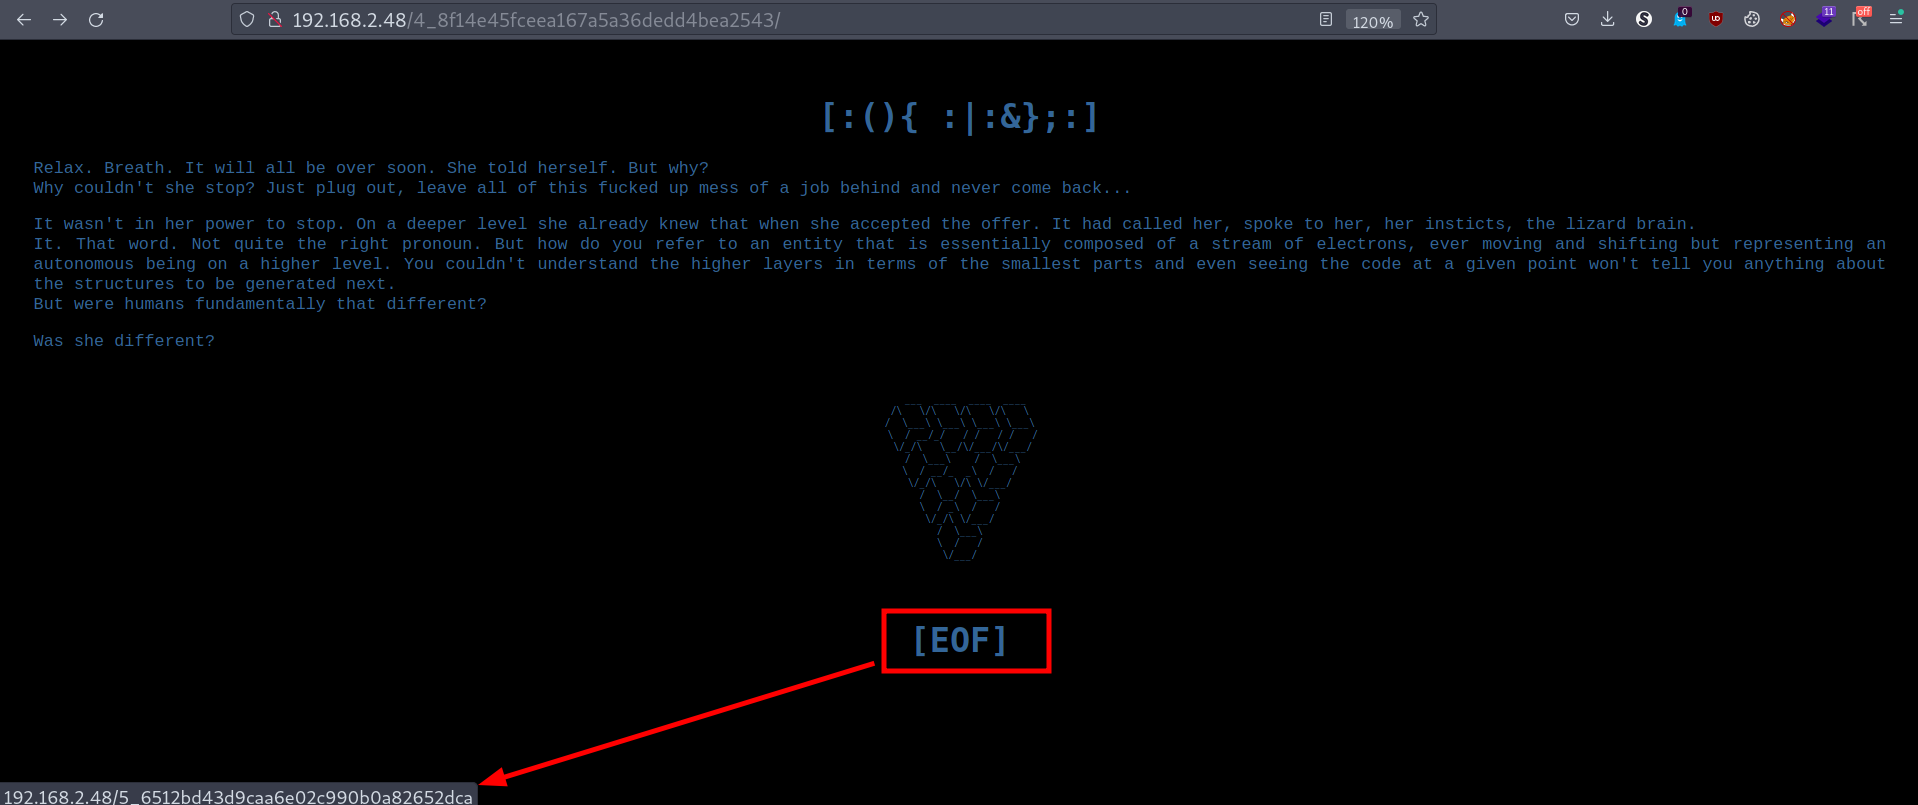 192.168.2.48/4_8f14e45fceea167a5a36dedd4bea2543/
120%
0
11
off
[:(){ :|:&};:]
Relax. Breath. It will all be over soon. She told herself. But why?
Why couldn't she stop? Just plug out, leave all of this fucked up mess of a job behind and never come back...
It wasn't in her power to stop. On a deeper level she already knew that when she accepted the offer. It had called her, spoke to her, her insticts, the lizard brain.
It. That word. Not quite the right pronoun. But how do you refer to an entity that is essentially composed of a stream of electrons, ever moving and shifting but representing an
autonomous being on a higher level. You couldn't understand the higher layers in terms of the smallest parts and even seeing the code at a given point won't tell you anything about
the structures to be generated next.
But were humans fundamentally that different?
Was she different?
[EOF]
192.168.2.48/5_6512bd43d9caa6e02c990b0a82652dca